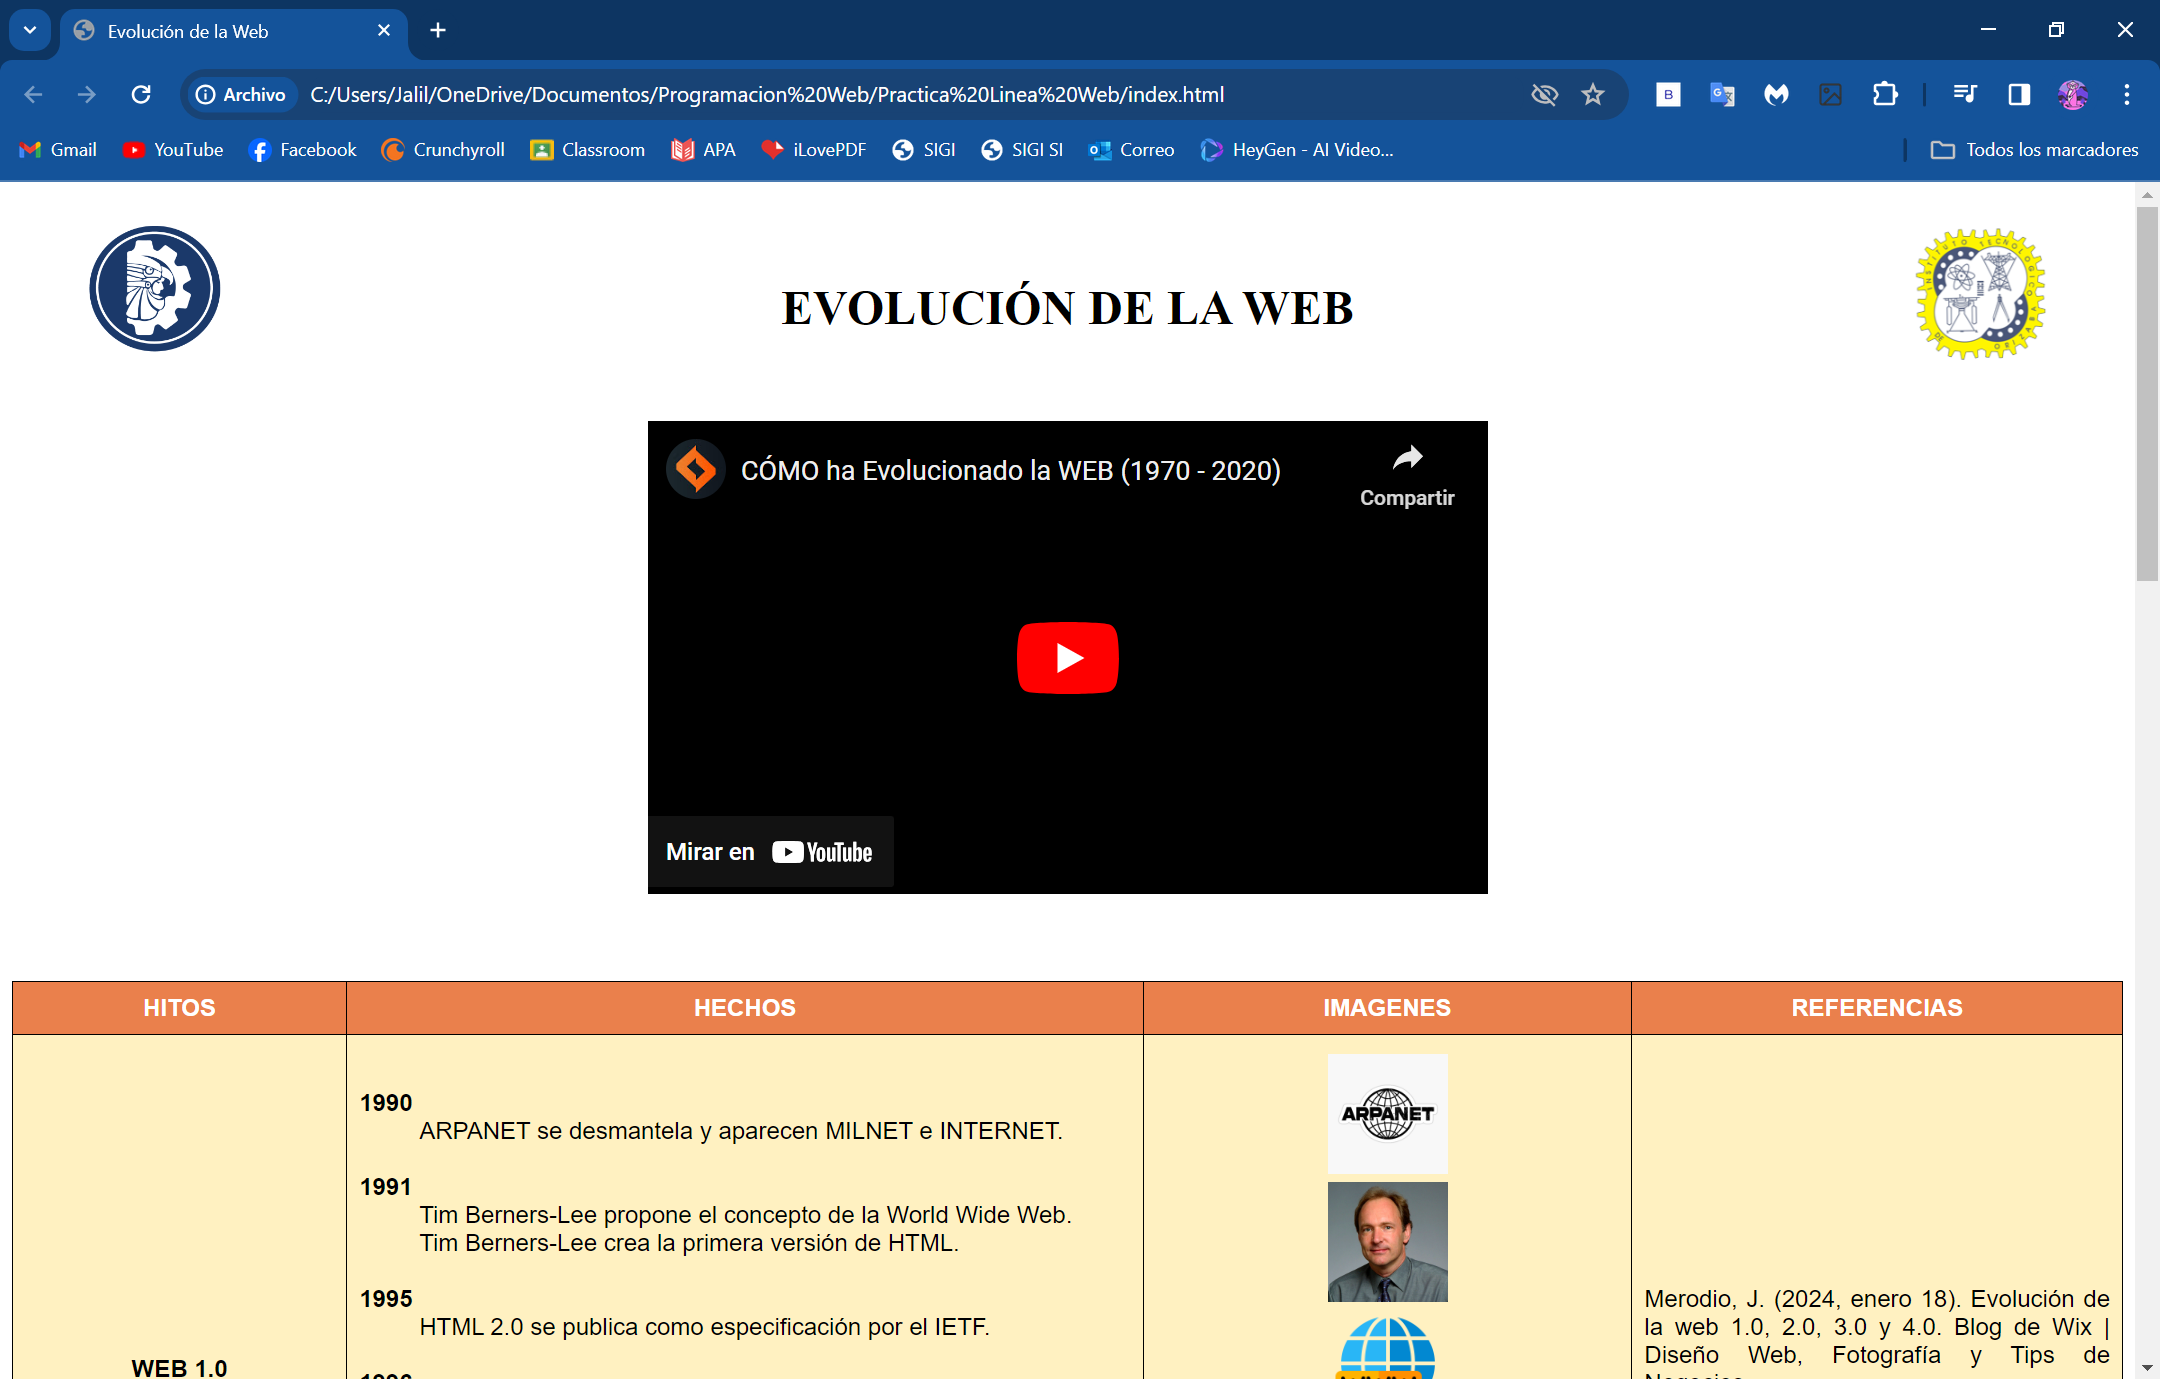 Evolución de la Web
Archivo C:/Users/Jalil/OneDrive/Documentos/Programacion%20Web/Practica%20Linea%20Web/index.html
Gmail YouTube Facebook Crunchyroll Classroom APA iLovePDF SIGI SIGI SI Correo HeyGen - AI Video... Todos los marcadores
EVOLUCIÓN DE LA WEB
INSTITUTO TECNOLOGICO DE ORIZABA
CÓMO ha Evolucionado la WEB (1970 - 2020)
Compartir
Mirar en YouTube
HITOS HECHOS IMAGENES REFERENCIAS
1990
ARPANET se desmantela y aparecen MILNET e INTERNET.
ARPANET
1991
Tim Berners-Lee propone el concepto de la World Wide Web.
Tim Berners-Lee crea la primera versión de HTML.
1995
HTML 2.0 se publica como especificación por el IETF.
WEB 1.0
Merodio, J. (2024, enero 18). Evolución de
la web 1.0, 2.0, 3.0 y 4.0. Blog de Wix |
Diseño Web, Fotografía y Tips de